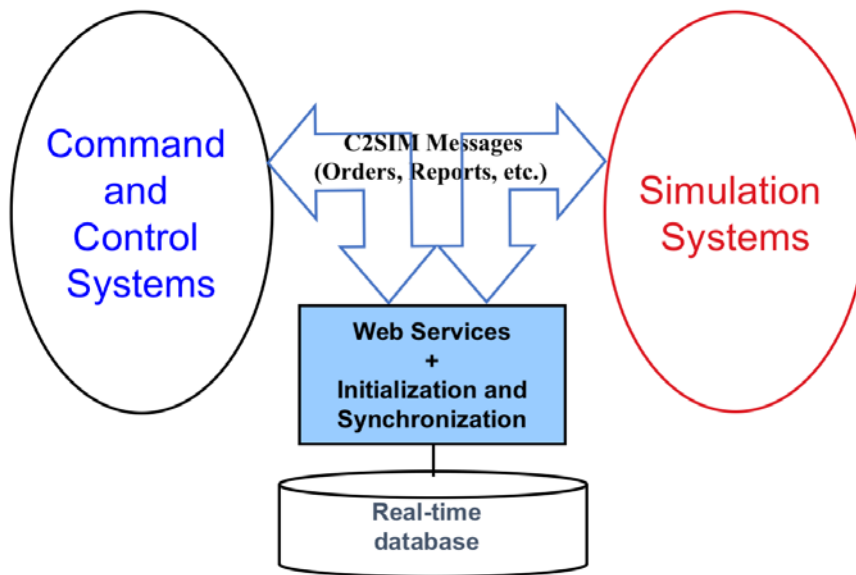 Command
and
Control
Systems
C2SIM Messages
(Orders, Reports, etc.)
Simulation
Systems
Web Services
+
Initialization and
Synchronization
Real-time
database